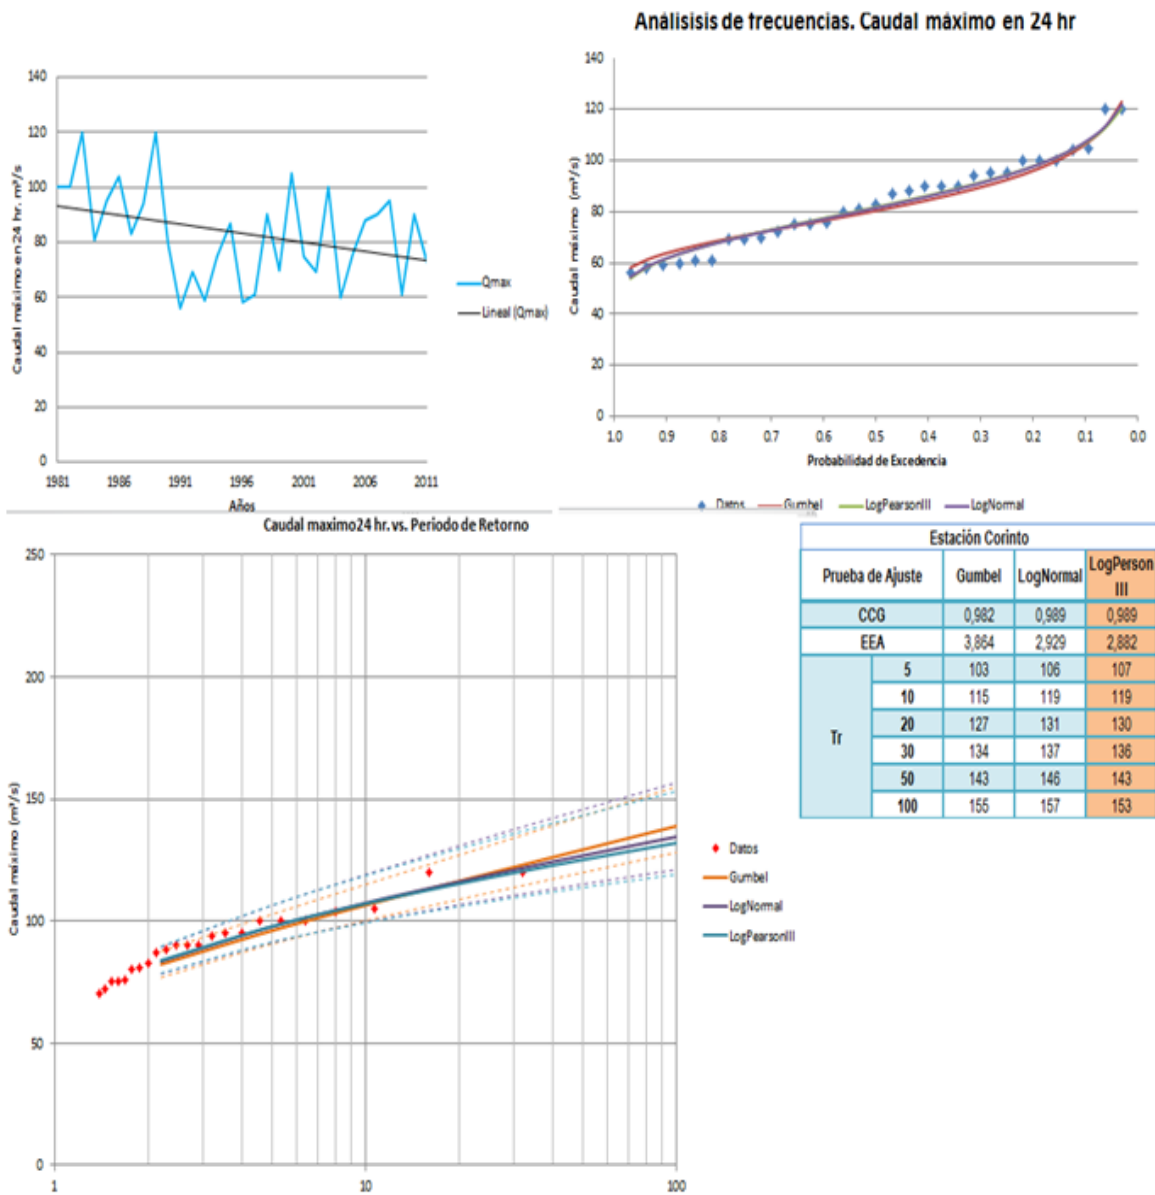 Análisisis de frecuencias. Caudal máximo en 24 hr
140
120
100
80
60
40
20
0
Caudal máximo en 24 hr. m³/s
1981 1986 1991 1996 2001 2006 2011
Años
Qmax
Lineal (Qmax)
140
120
100
80
60
40
20
0
Caudal máximo (m³/s)
1.0 0.9 0.8 0.7 0.6 0.5 0.4 0.3 0.2 0.1 0.0
Probabilidad de Excedencia
Datos Gumbel LogPearsonIII LogNormal
Caudal maximo24 hr. vs. Periodo de Retorno
250
200
150
100
50
0
Caudal máximo (m³/s)
1 10 100
Datos
Gumbel
LogNormal
LogPearsonIII
Estación Corinto
Prueba de Ajuste Gumbel LogNormal LogPerson III
CCG 0,982 0,989 0,989
EEA 3,864 2,929 2,882
Tr
5 103 106 107
10 115 119 119
20 127 131 130
30 134 137 136
50 143 146 143
100 155 157 153